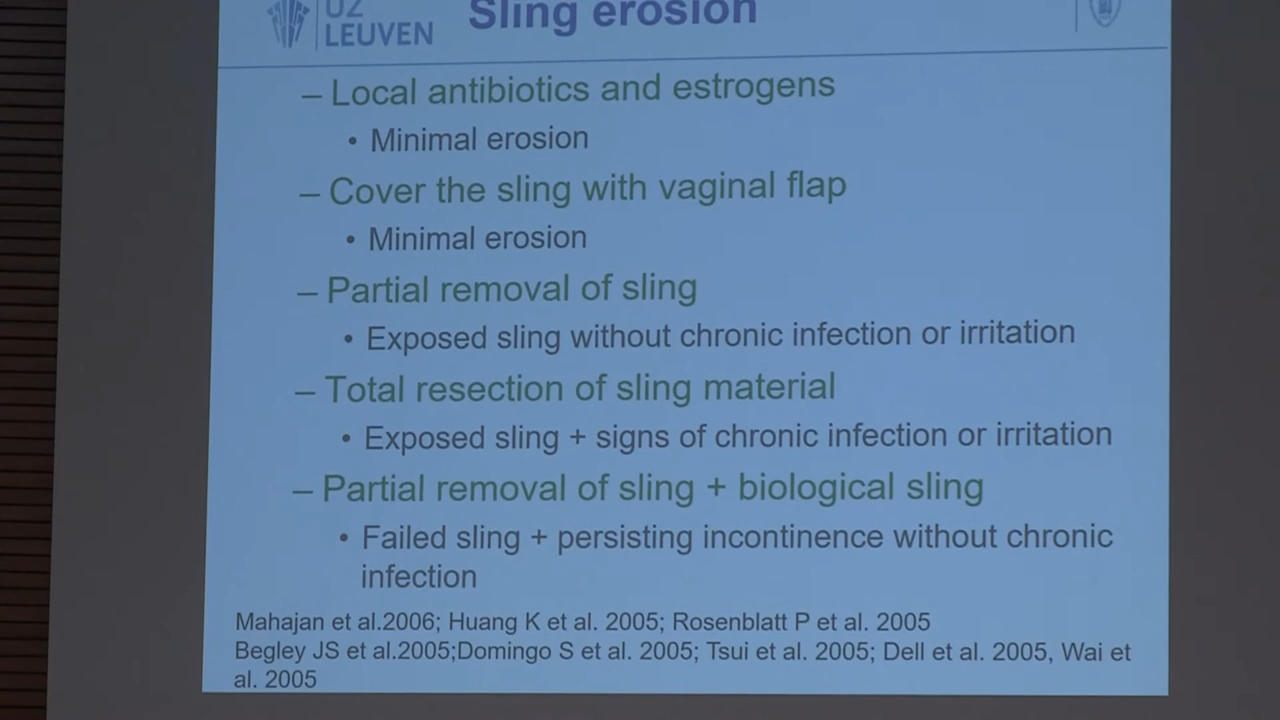 UZ
LEUVEN
Sling erosion
– Local antibiotics and estrogens
• Minimal erosion
– Cover the sling with vaginal flap
• Minimal erosion
– Partial removal of sling
• Exposed sling without chronic infection or irritation
– Total resection of sling material
• Exposed sling + signs of chronic infection or irritation
– Partial removal of sling + biological sling
• Failed sling + persisting incontinence without chronic
infection
Mahajan et al.2006; Huang K et al. 2005; Rosenblatt P et al. 2005
Begley JS et al.2005;Domingo S et al. 2005; Tsui et al. 2005; Dell et al. 2005, Wai et
al. 2005